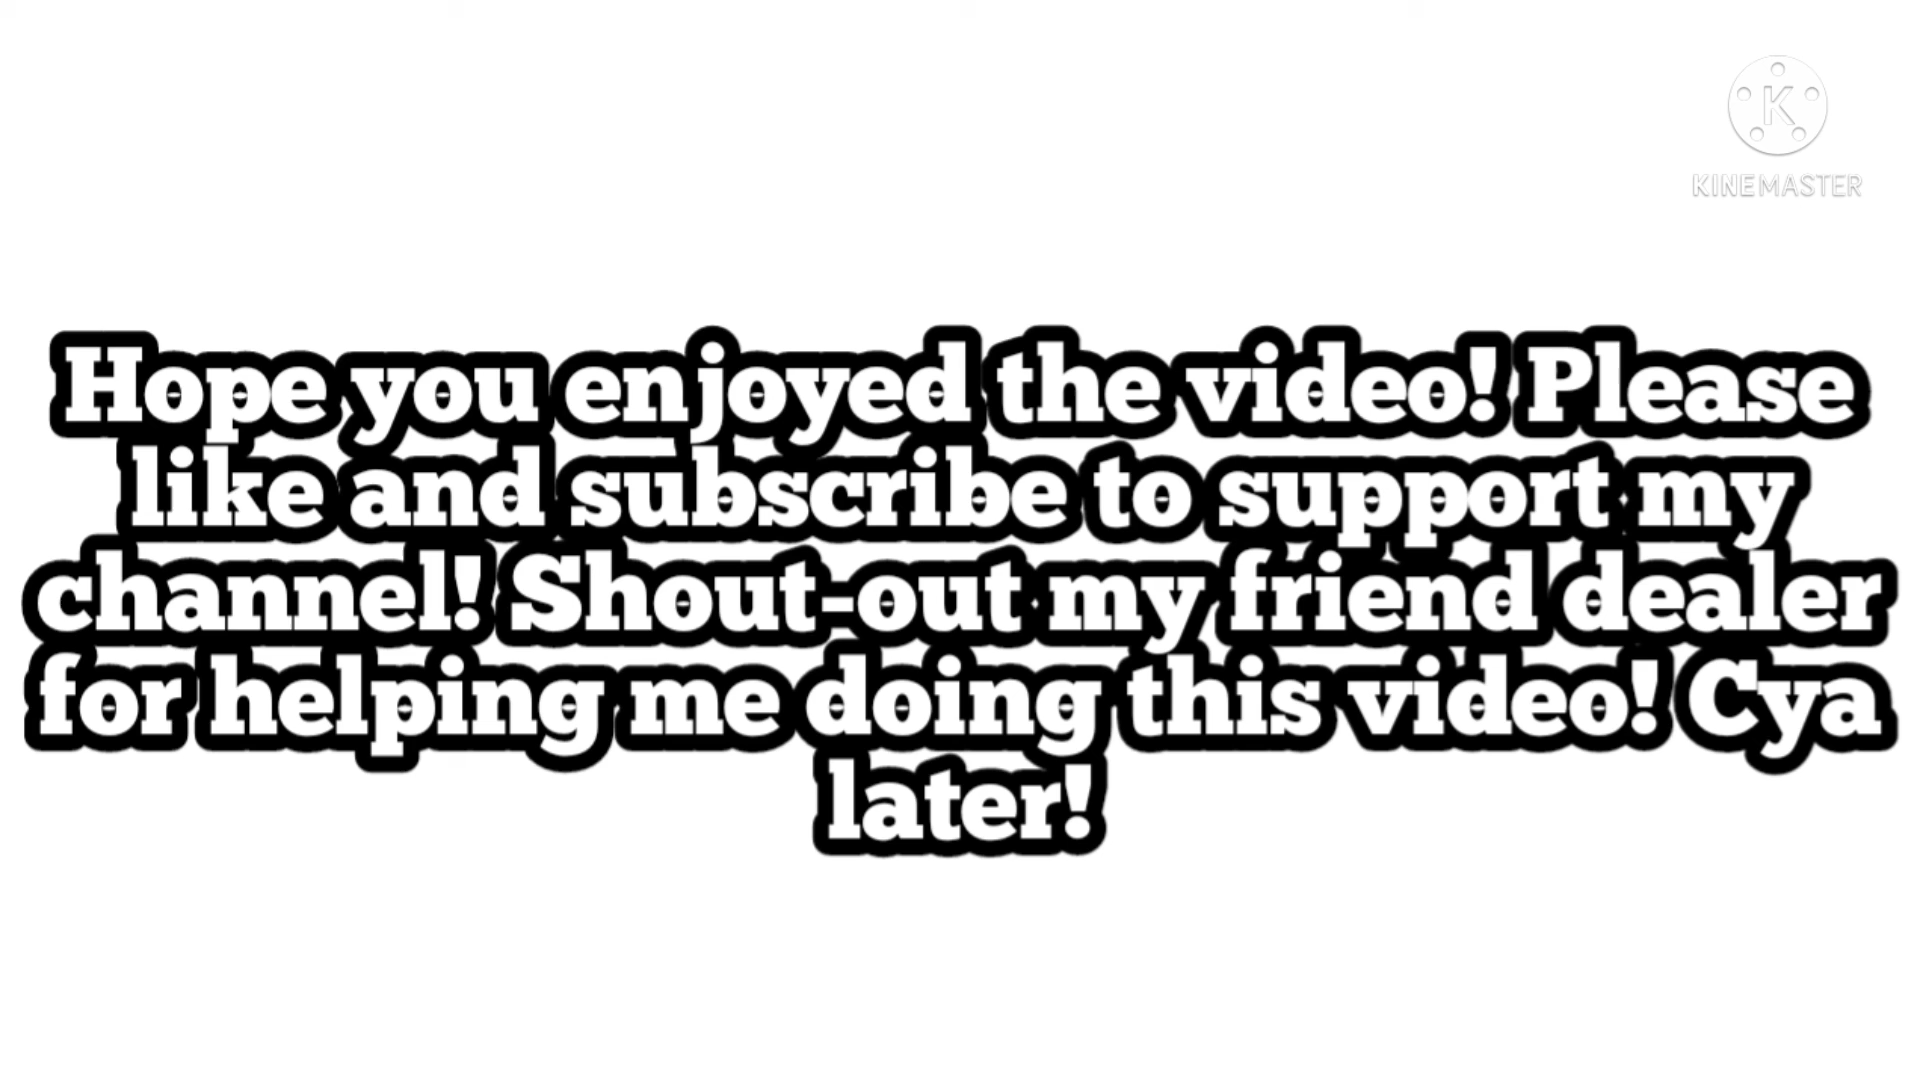 K
KINEMASTER
Hope you enjoyed the video! Please
like and subscribe to support my
channel! Shout-out my friend dealer
for helping me doing this video! Cya
later!